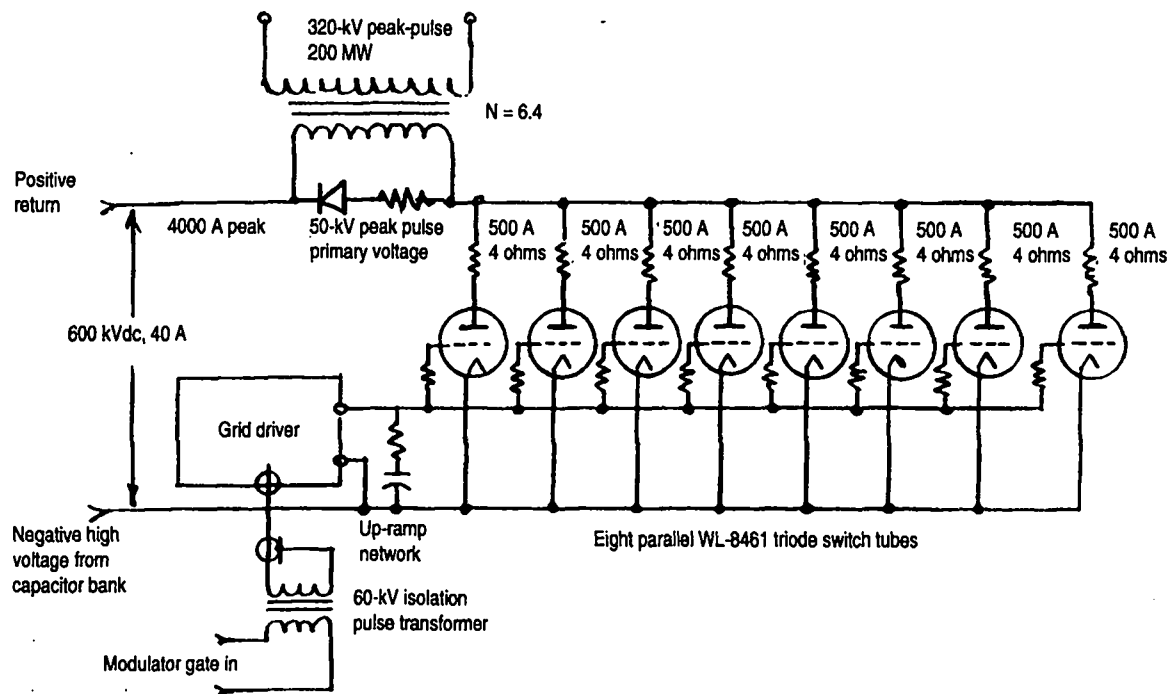 320-kV peak-pulse
200 MW
N = 6.4
Positive
return
4000 A peak
50-kV peak pulse
primary voltage
500 A
4 ohms
500 A
4 ohms
500 A
4 ohms
500 A
4 ohms
500 A
4 ohms
500 A
4 ohms
500 A
4 ohms
500 A
4 ohms
600 kVdc, 40 A
Grid driver
Negative high
voltage from
capacitor bank
Up-ramp
network
Eight parallel WL-8461 triode switch tubes
60-kV isolation
pulse transformer
Modulator gate in